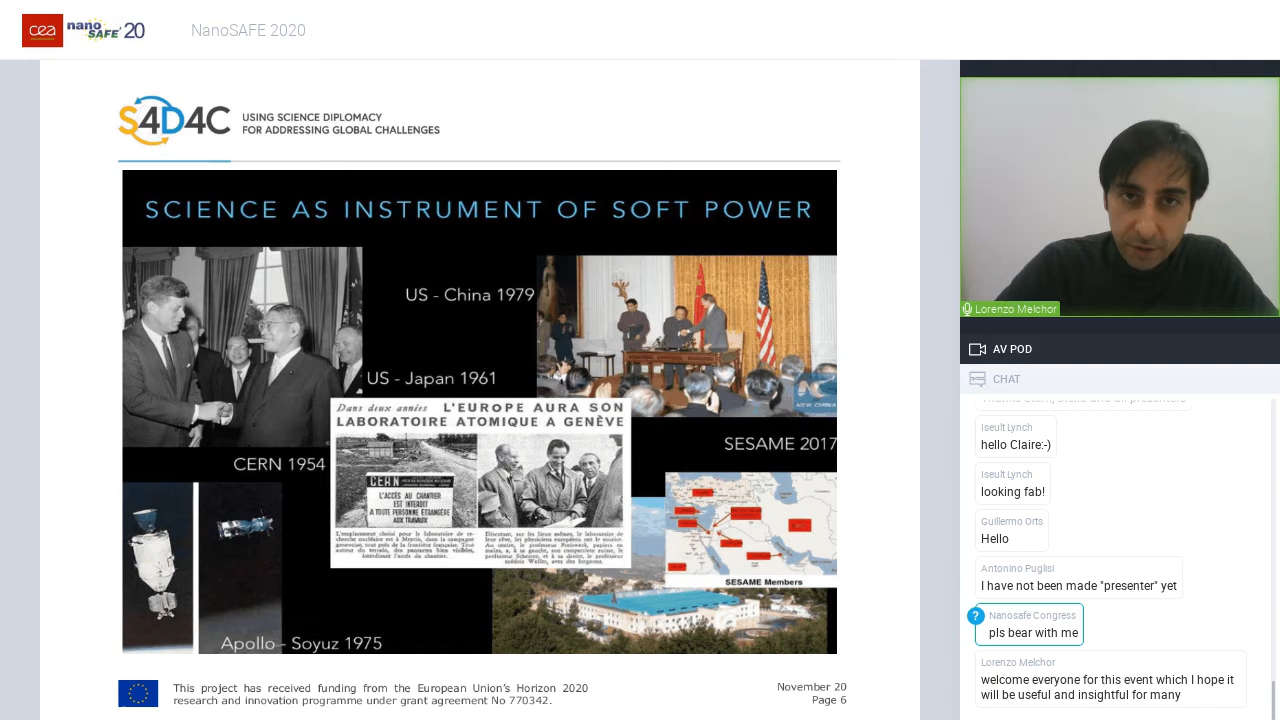 cea
nano
SAFE
20
NanoSAFE 2020
S4D4C
USING SCIENCE DIPLOMACY
FOR ADDRESSING GLOBAL CHALLENGES
SCIENCE AS INSTRUMENT OF SOFT POWER
US - China 1979
US - Japan 1961
NEW CHINA
Dans deux années L'EUROPE AURA SON
LABORATOIRE ATOMIQUE A GENÈVE
SESAME 2017
CERN 1954
CERN
L'ACCÈS AU CHANTIER
EST INTERDIT
A TOUTE PERSONNE ÉTRANGÈRE
AUX TRAVAUX
SESAME Members
Apollo - Soyuz 1975
This project has received funding from the European Union's Horizon 2020
research and innovation programme under grant agreement No 770342.
November 20
Page 6
Lorenzo Melchor
AV POD
CHAT
Iseult Lynch
hello Claire:-)
Iseult Lynch
looking fab!
Guillermo Orts
Hello
Antonino Puglisi
I have not been made "presenter" yet
?
Nanosafe Congress
pls bear with me
Lorenzo Melchor
welcome everyone for this event which I hope it
will be useful and insightful for many